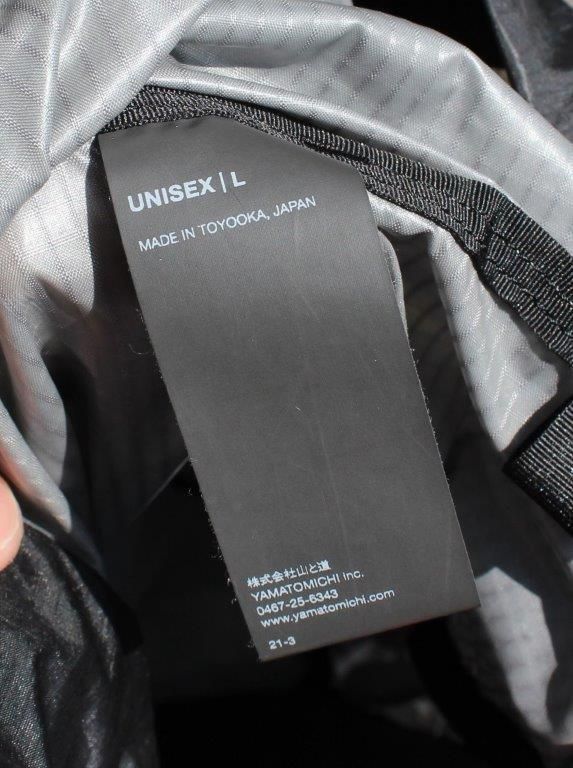 UNISEX | L
MADE IN TOYOOKA, JAPAN
株式会社山と道
YAMATOMICHI Inc.
0467-25-6343
www.yamatomichi.com
21-3